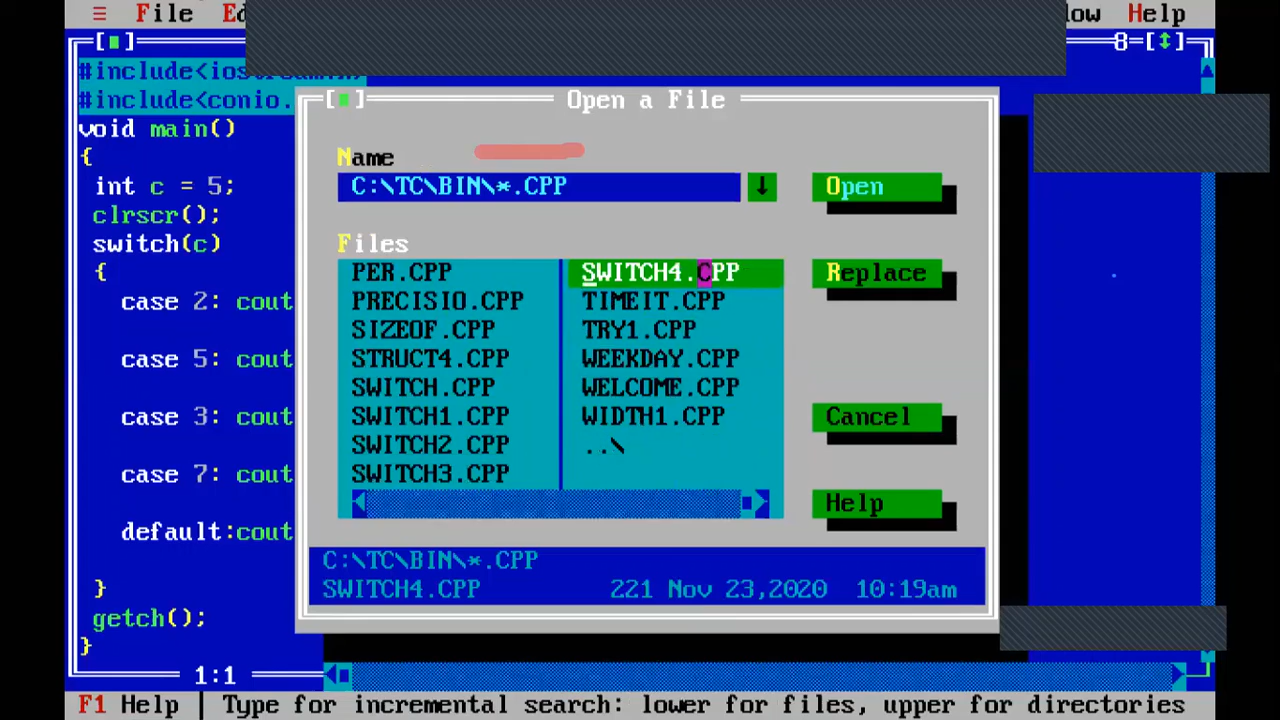 ≡ File Help
8=[↕]
#include<iostream.h>
#include<conio.
void main()
{
int c = 5;
clrscr();
switch(c)
{
case 2: cout
case 5: cout
case 3: cout
case 7: cout
default:cout
}
getch();
}
1:1
Open a File
Name
C:\TC\BIN\*.CPP
Open
Files
PER.CPP
PRECISIO.CPP
SIZEOF.CPP
STRUCT4.CPP
SWITCH.CPP
SWITCH1.CPP
SWITCH2.CPP
SWITCH3.CPP
SWITCH4.CPP
TIMEIT.CPP
TRY1.CPP
WEEKDAY.CPP
WELCOME.CPP
WIDTH1.CPP
..\
Replace
Cancel
Help
C:\TC\BIN\*.CPP
SWITCH4.CPP 221 Nov 23,2020 10:19am
F1 Help | Type for incremental search: lower for files, upper for directories